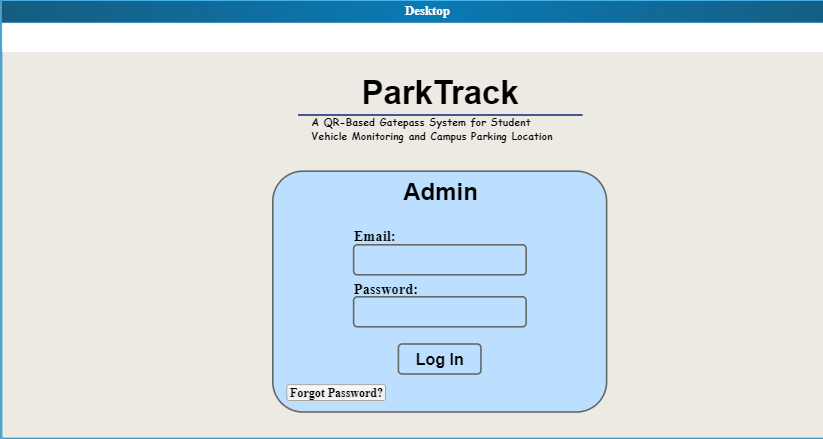 Desktop
ParkTrack
A QR-Based Gatepass System for Student
Vehicle Monitoring and Campus Parking Location
Admin
Email:
Password:
Log In
Forgot Password?